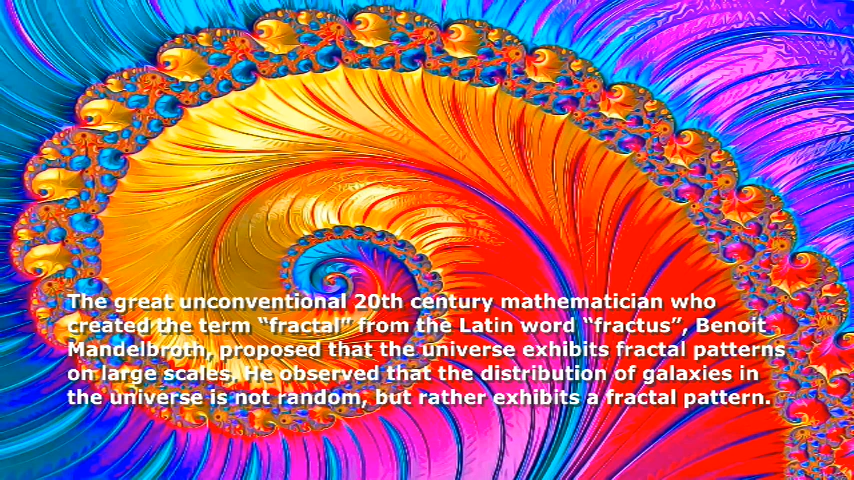 The great unconventional 20th century mathematician who
created the term “fractal” from the Latin word “fractus”, Benoit
Mandelbroth, proposed that the universe exhibits fractal patterns
on large scales. He observed that the distribution of galaxies in
the universe is not random, but rather exhibits a fractal pattern.